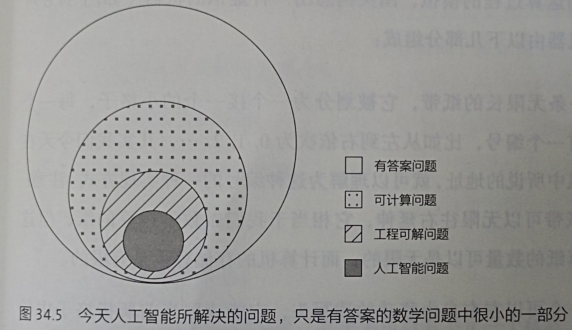 有答案问题
可计算问题
工程可解问题
人工智能问题
图 34.5 今天人工智能所解决的问题，只是有答案的数学问题中很小的一部分